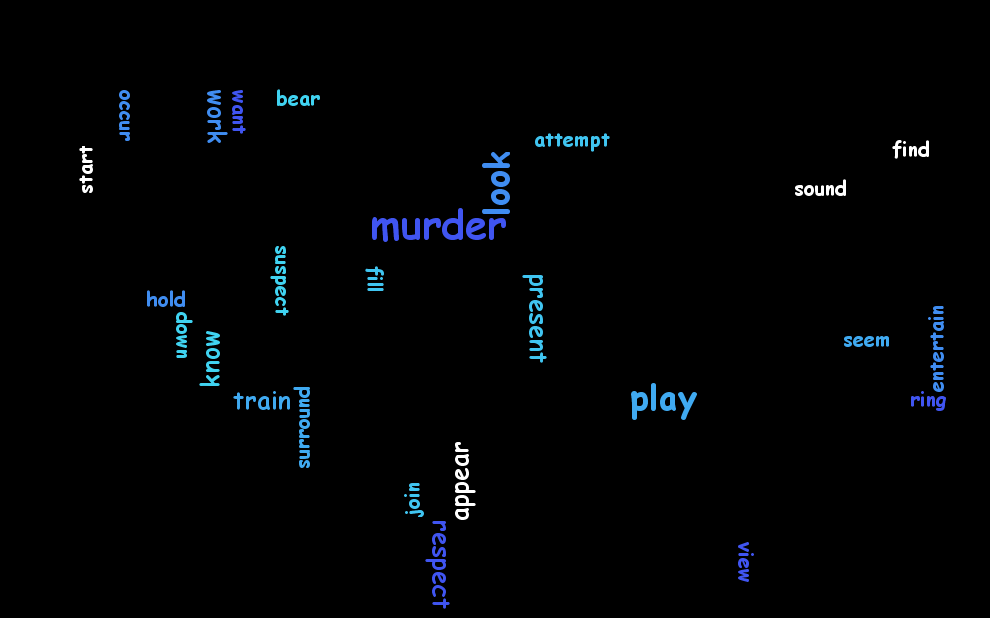 occur
work
want
bear
attempt
find
start
look
sound
murder
suspect
fill
present
hold
down
know
entertain
seem
train
surround
play
ring
appear
join
respect
view